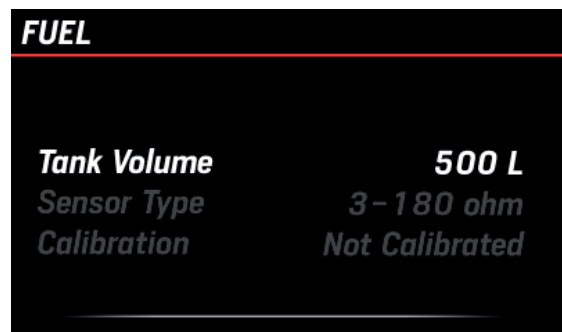 FUEL
Tank Volume 500 L
Sensor Type 3-180 ohm
Calibration Not Calibrated